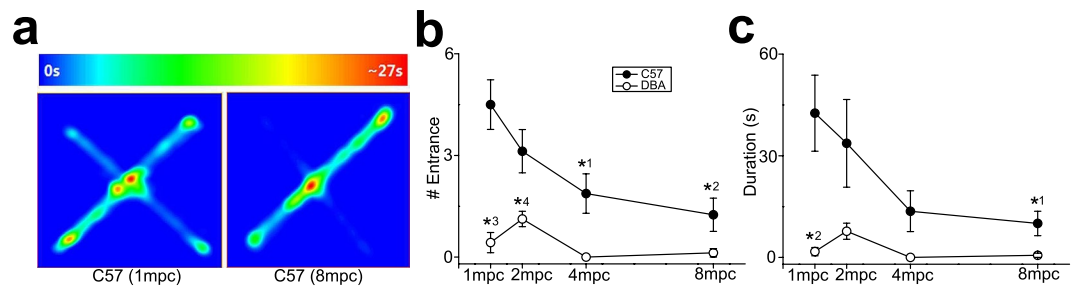 a
0s
~27s
C57 (1mpc)
C57 (8mpc)
b
# Entrance
6
3
0
C57
DBA
*1
*2
*3
*4
1mpc
2mpc
4mpc
8mpc
c
Duration (s)
60
30
0
*1
*2
1mpc
2mpc
4mpc
8mpc